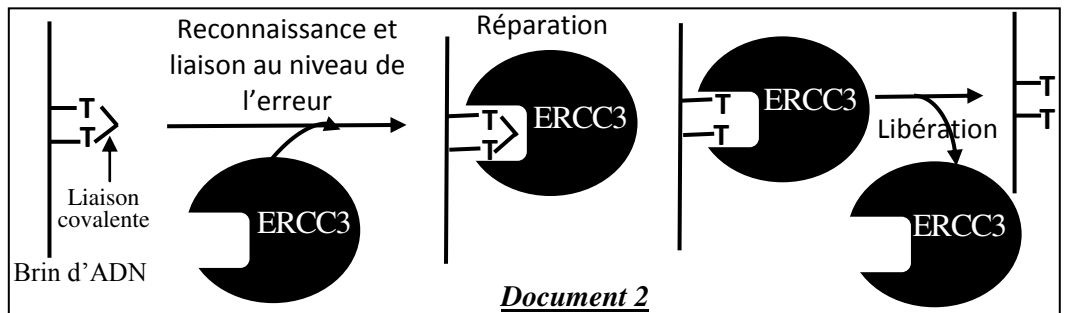 Reconnaissance et
liaison au niveau de
l'erreur
Réparation
T
T
Liaison
covalente
Brin d'ADN
ERCC3
T
T
ERCC3
T
T
ERCC3
Libération
ERCC3
T
T
Document 2